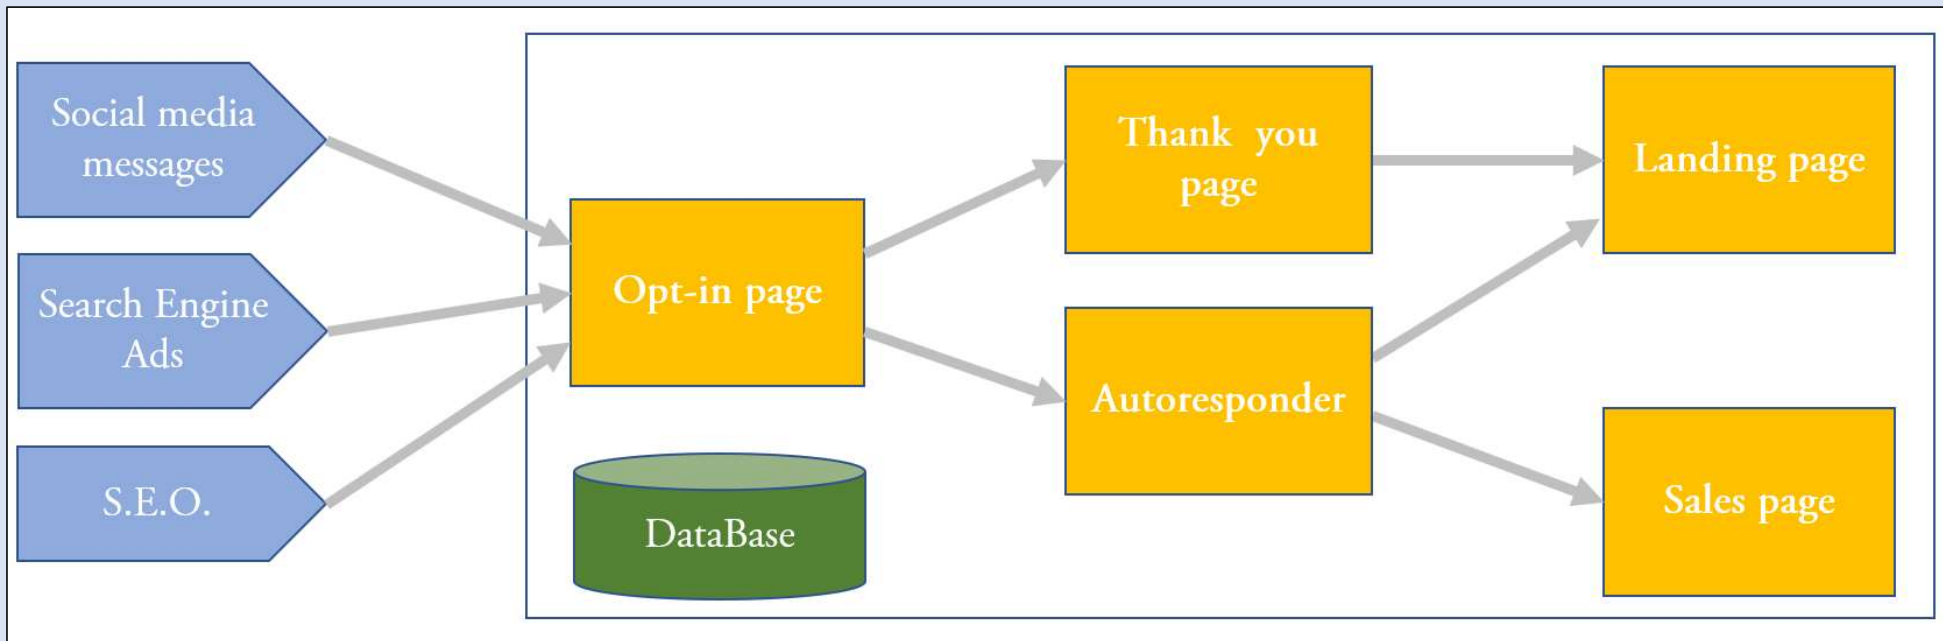 Social media
messages
Search Engine
Ads
S.E.O.
Opt-in page
DataBase
Thank you
page
Autoresponder
Landing page
Sales page